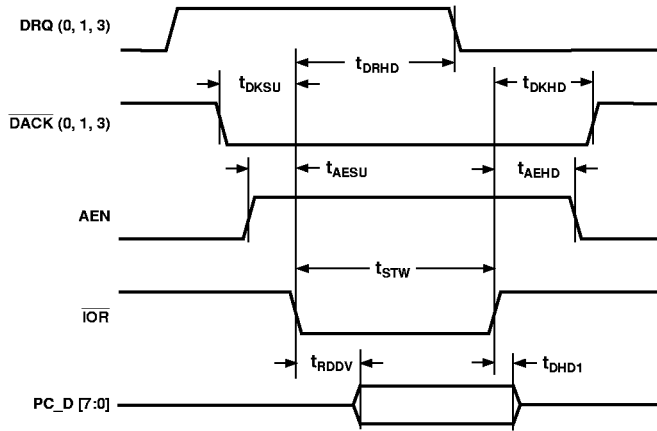 DRQ (0, 1, 3)
tDRHD
tDKSU
tDKHD
DACK (0, 1, 3)
tAESU
tAEHD
AEN
tSTW
IOR
tRDDV
tDHD1
PC_D [7:0]